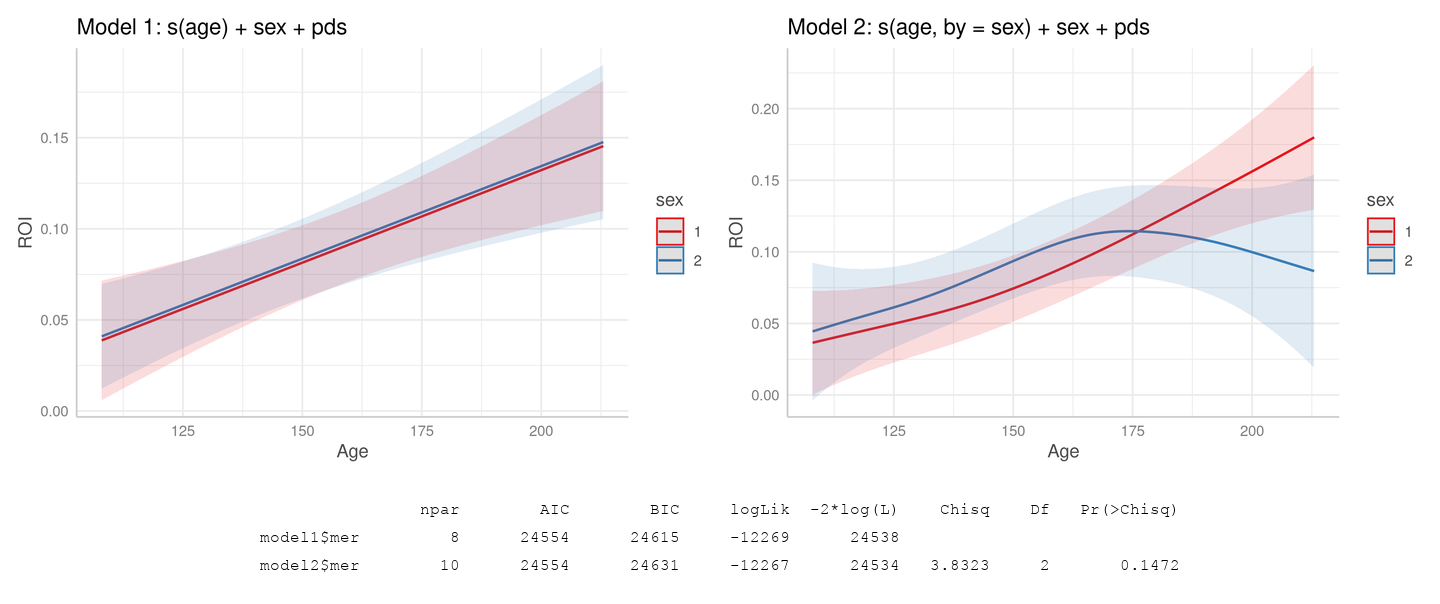 Model 1: s(age) + sex + pds
0.15
0.10
0.05
0.00
ROI
125 150 175 200
Age
sex
1
2
Model 2: s(age, by = sex) + sex + pds
0.20
0.15
0.10
0.05
0.00
ROI
125 150 175 200
Age
sex
1
2
npar AIC BIC logLik -2*log(L) Chisq Df Pr(>Chisq)
model1$mer 8 24554 24615 -12269 24538
model2$mer 10 24554 24631 -12267 24534 3.8323 2 0.1472